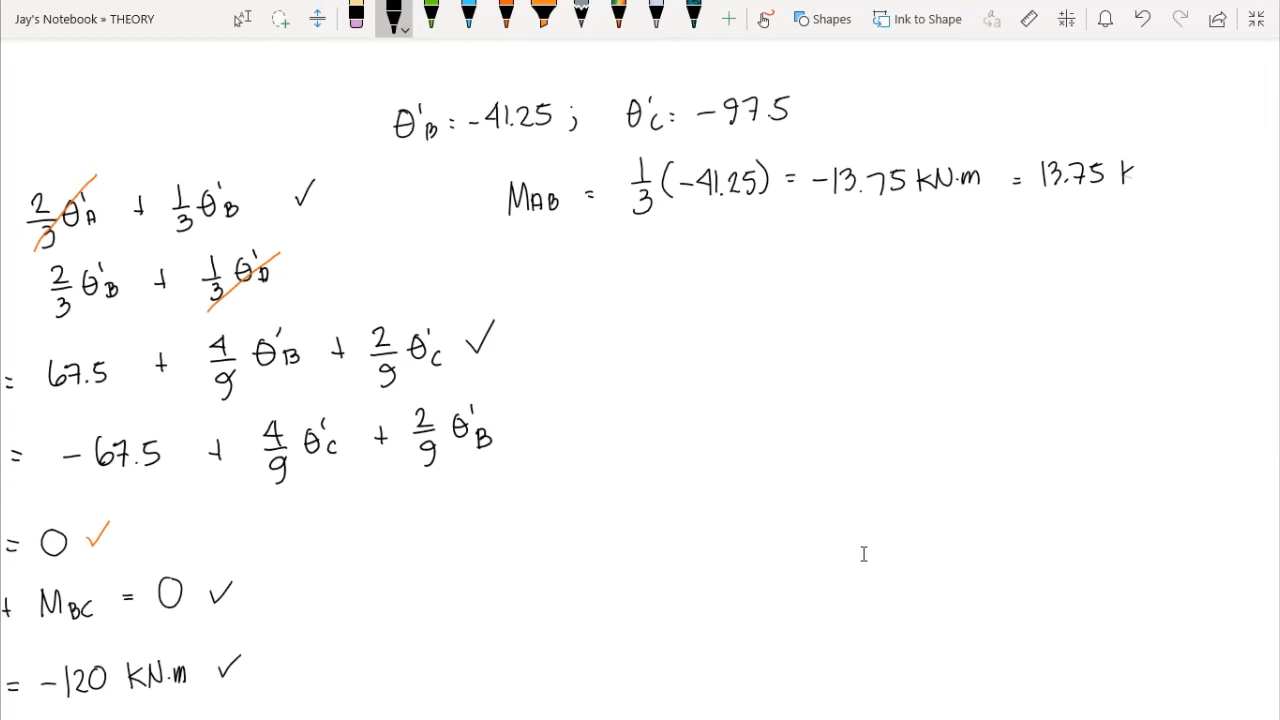 Jay's Notebook » THEORY
Shapes
Ink to Shape
θ'B = -41.25 ; θ'C = -97.5
2/3 θ'A + 1/3 θ'B ✓
MAB = 1/3 (-41.25) = -13.75 KN·m = 13.75 K
2/3 θ'B + 1/3 θ'D
= 67.5 + 4/9 θ'B + 2/9 θ'C ✓
= -67.5 + 4/9 θ'C + 2/9 θ'B
= 0 ✓
+ MBC = 0 ✓
= -120 KN·m ✓